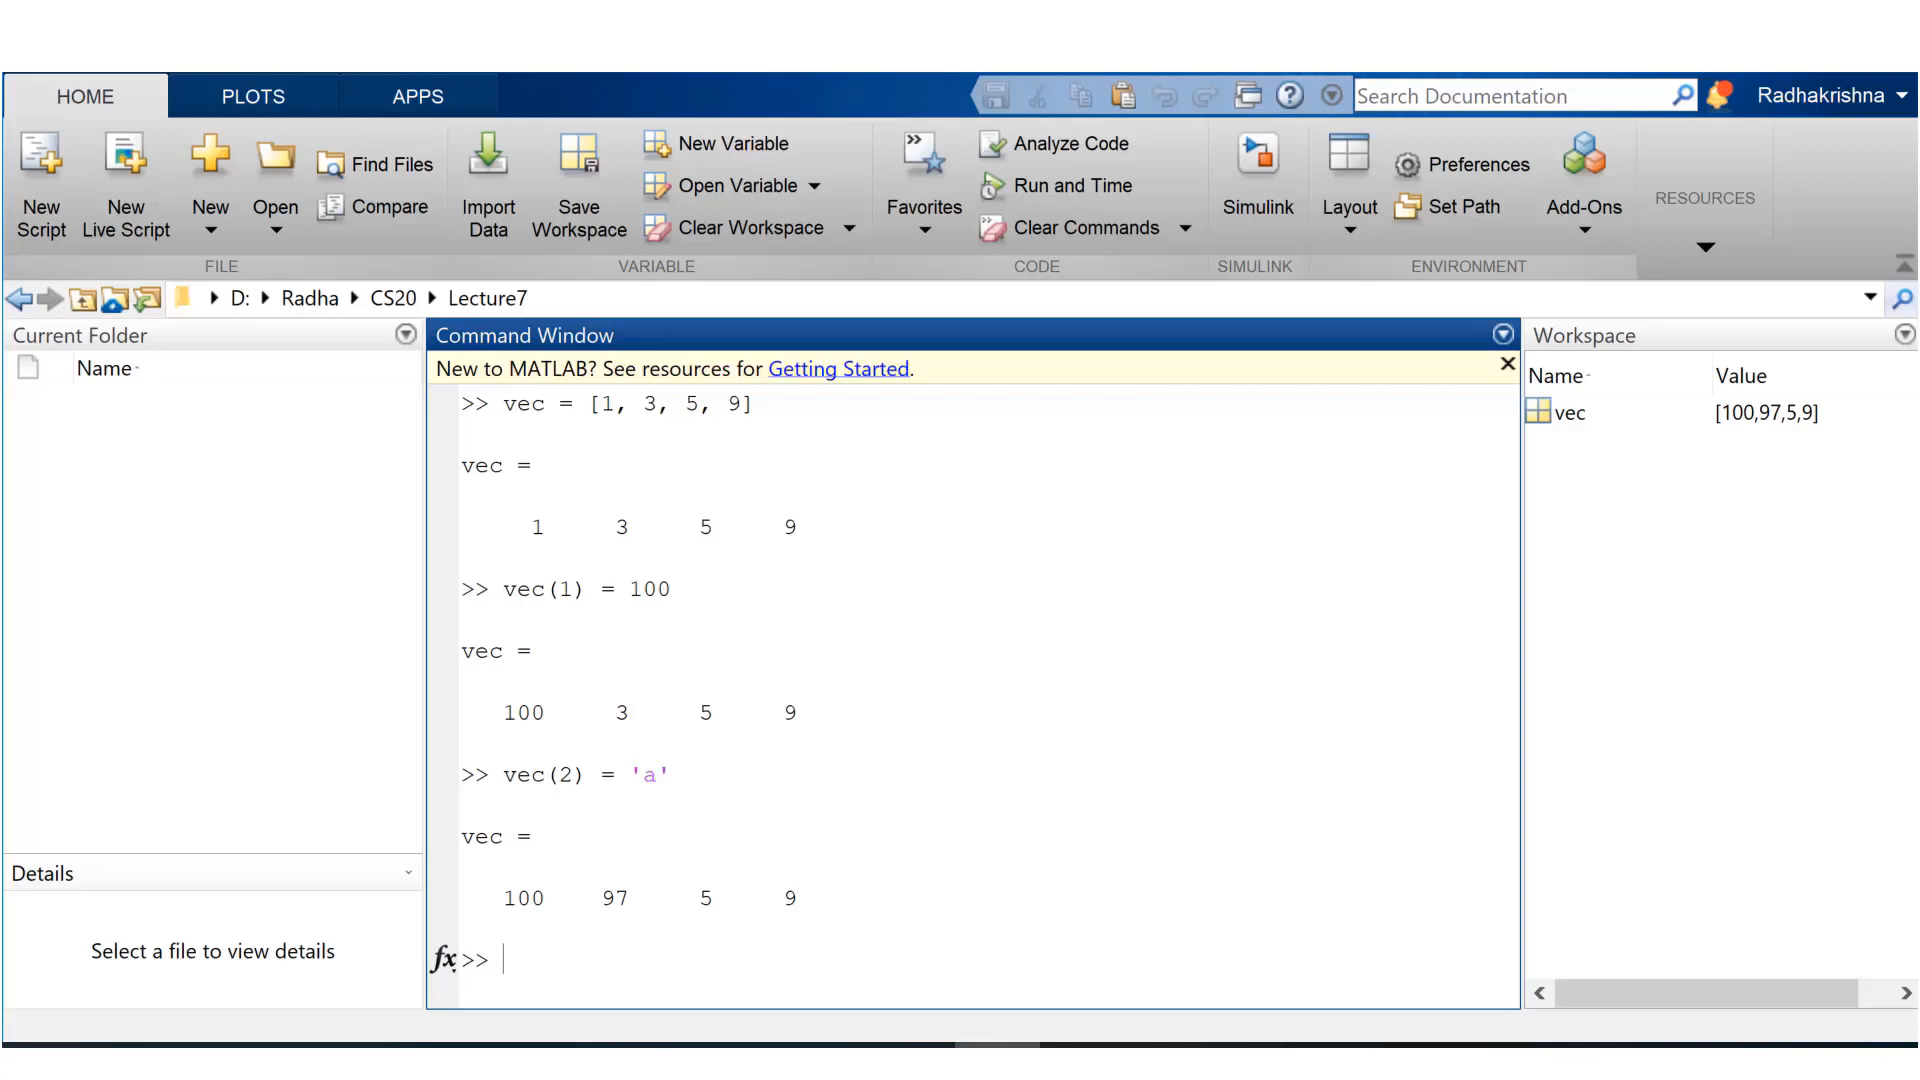 HOME PLOTS APPS Search Documentation Radhakrishna
New Script
New Live Script
New
Open
Find Files
Compare
Import Data
Save Workspace
New Variable
Open Variable
Clear Workspace
Favorites
Analyze Code
Run and Time
Clear Commands
Simulink
Layout
Preferences
Set Path
Add-Ons
RESOURCES
FILE VARIABLE CODE SIMULINK ENVIRONMENT
D: Radha CS20 Lecture7
Current Folder
Name
Details
Select a file to view details
Command Window
New to MATLAB? See resources for Getting Started.
>> vec = [1, 3, 5, 9]
vec =
1 3 5 9
>> vec(1) = 100
vec =
100 3 5 9
>> vec(2) = 'a'
vec =
100 97 5 9
fx >>
Workspace
Name Value
vec [100,97,5,9]